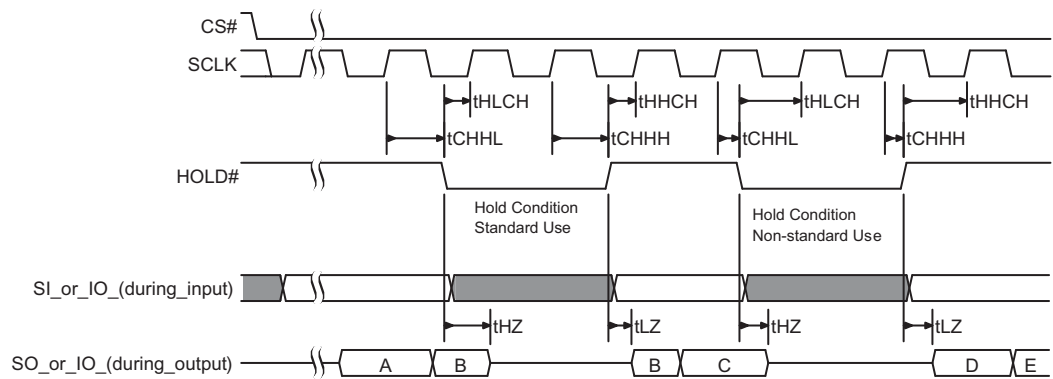 CS#
SCLK
tHLCH tHHCH tHLCH tHHCH
tCHHL tCHHH tCHHL tCHHH
HOLD#
Hold Condition
Standard Use
Hold Condition
Non-standard Use
SI_or_IO_(during_input)
tHZ tLZ tHZ tLZ
SO_or_IO_(during_output) A B B C D E